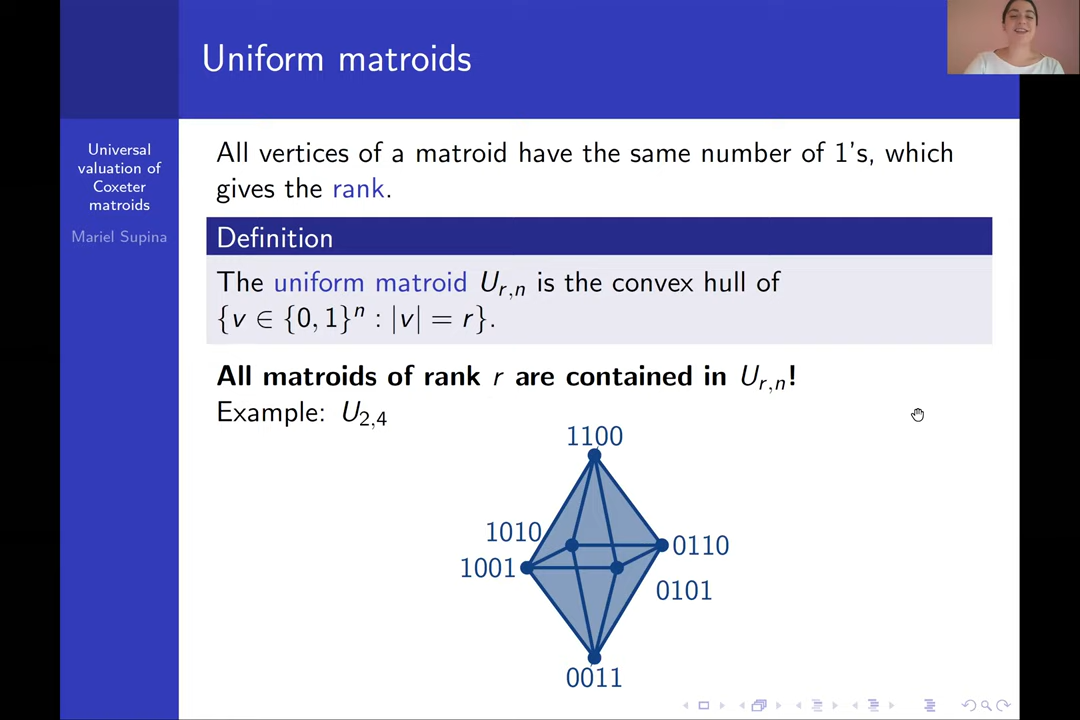 Uniform matroids
Universal
valuation of
Coxeter
matroids
Mariel Supina
All vertices of a matroid have the same number of 1's, which
gives the rank.
Definition
The uniform matroid U_{r,n} is the convex hull of
{v ∈ {0, 1}^n : |v| = r}.
All matroids of rank r are contained in U_{r,n}!
Example: U_{2,4}
1100
1010
0110
1001
0101
0011